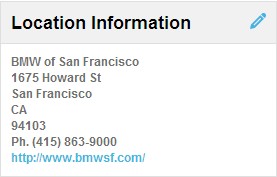 Location Information
BMW of San Francisco
1675 Howard St
San Francisco
CA
94103
Ph. (415) 863-9000
http://www.bmwsf.com/